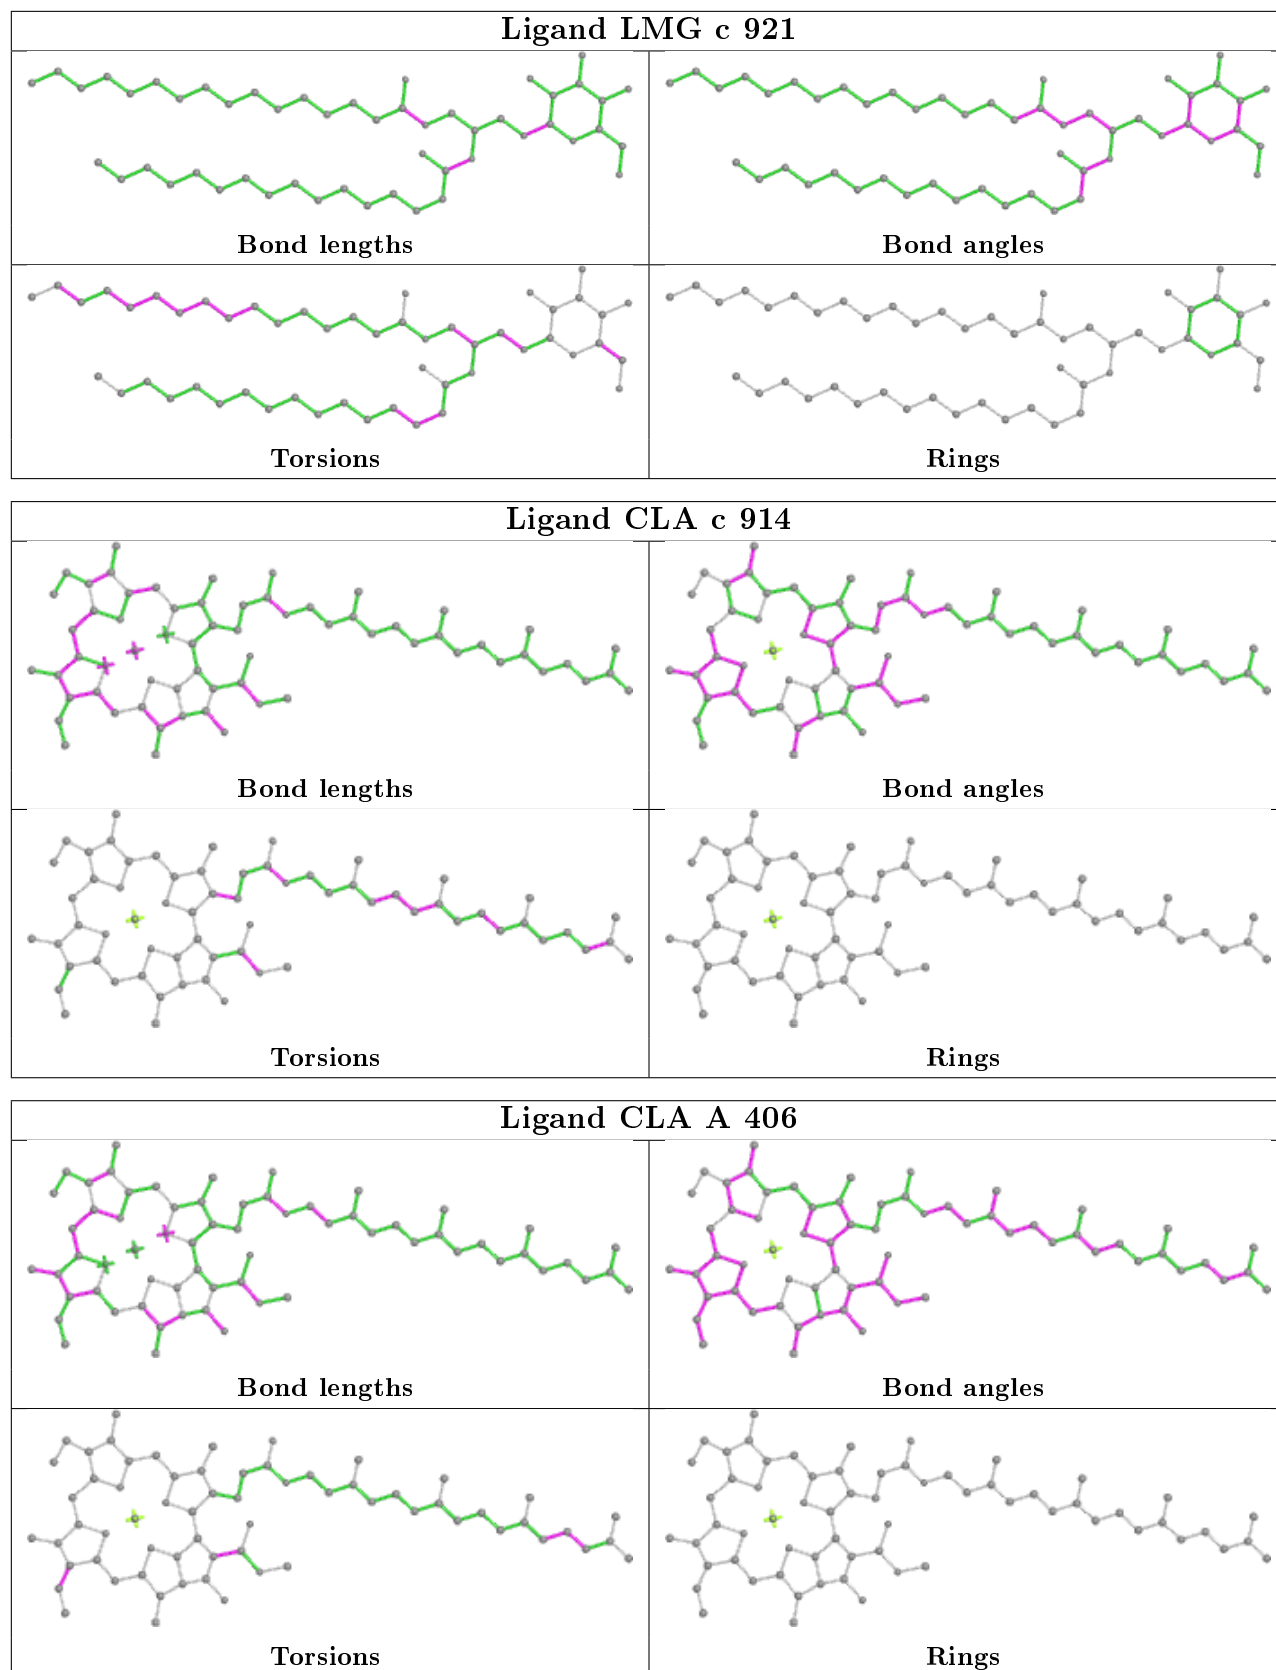 Ligand LMG c 921
Bond lengths
Bond angles
Torsions
Rings
Ligand CLA c 914
Bond lengths
Bond angles
Torsions
Rings
Ligand CLA A 406
Bond lengths
Bond angles
Torsions
Rings